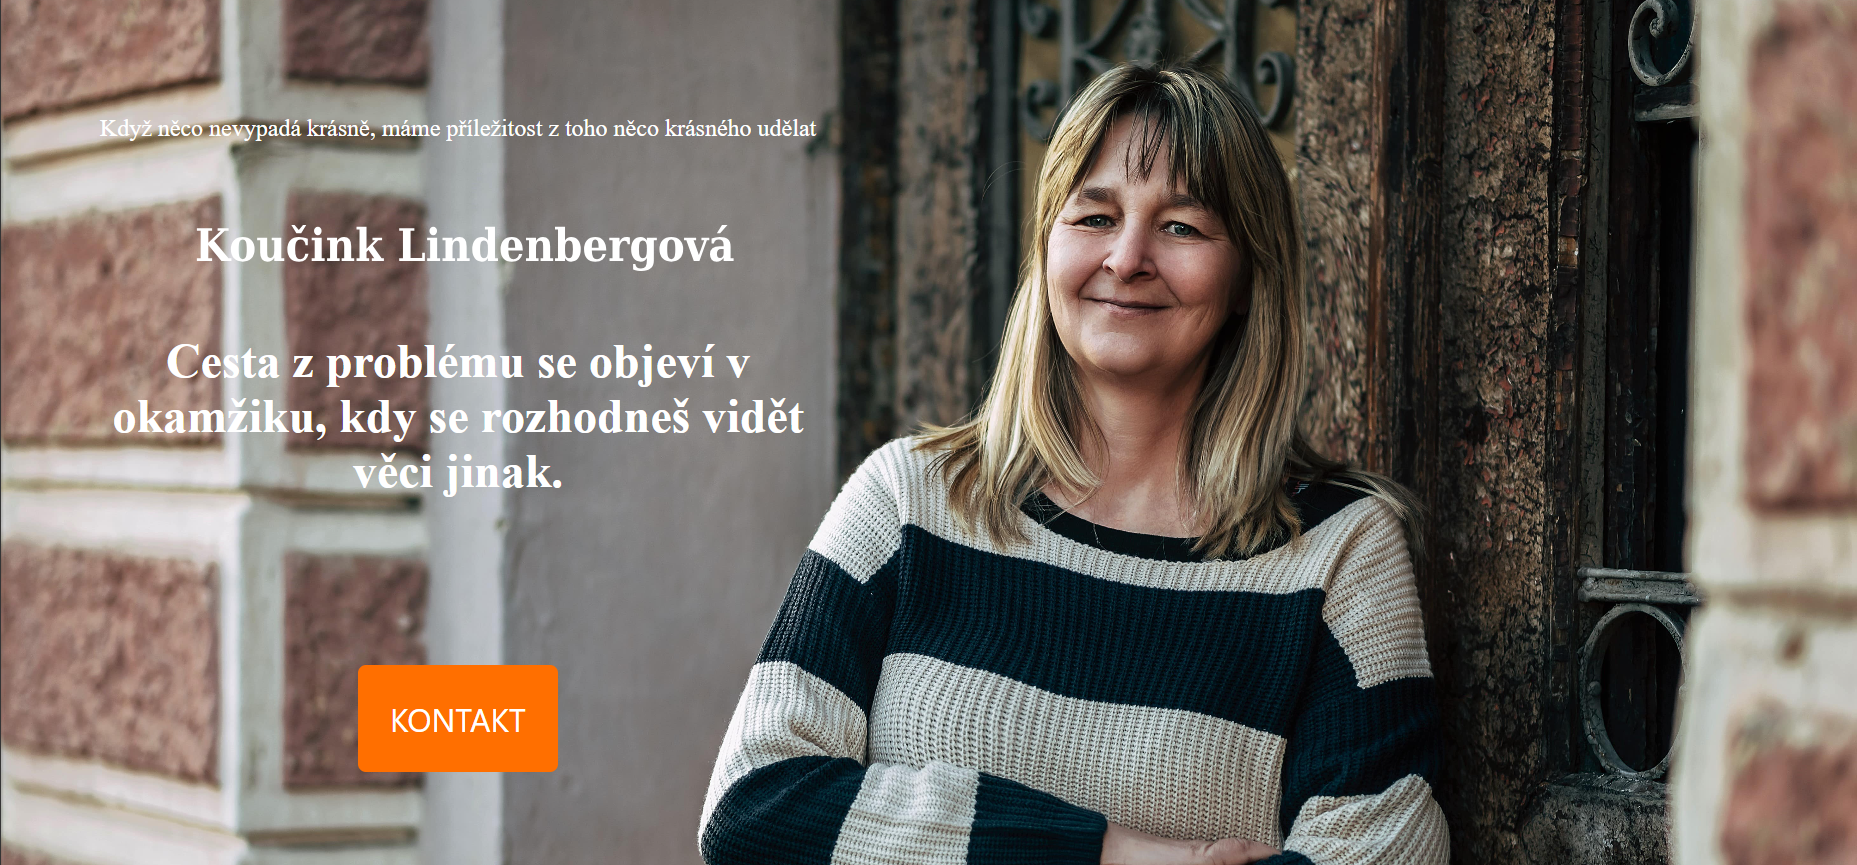 Když něco nevypadá krásně, máme příležitost z toho něco krásného udělat
Koučink Lindenbergová
Cesta z problému se objeví v
okamžiku, kdy se rozhodneš vidět
věci jinak.
KONTAKT